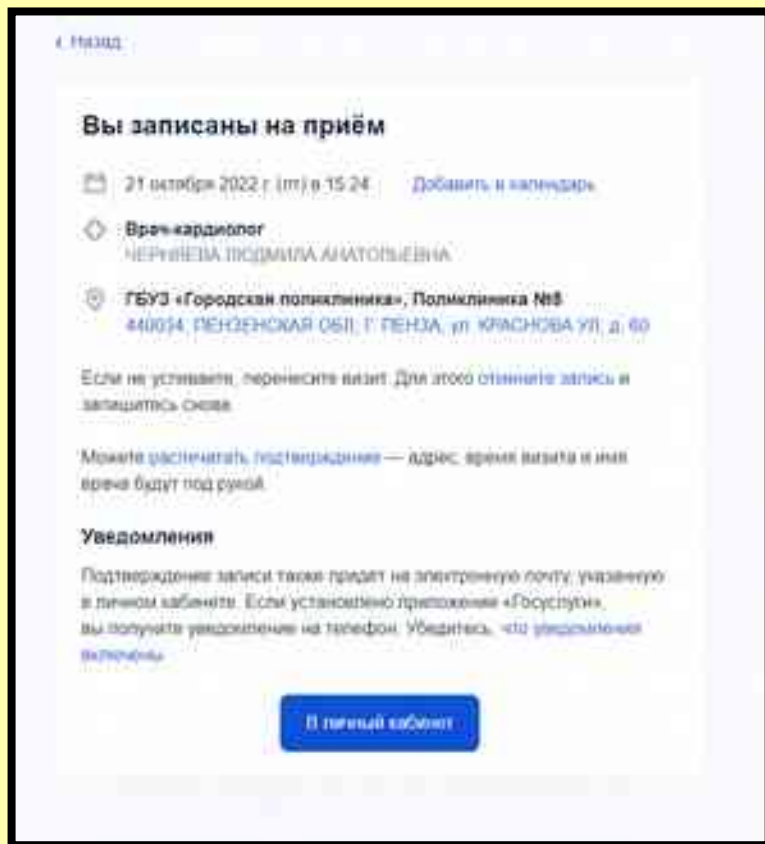 Назад
Вы записаны на приём
21 октября 2022 г. (пт) в 15:24 Добавить в календарь
Врач-кардиолог
ЧЕРНЯЕВА ЛЮДМИЛА АНАТОЛЬЕВНА
ГБУЗ «Городская поликлиника», Поликлиника №8
440034, ПЕНЗЕНСКАЯ ОБЛ, Г. ПЕНЗА, ул. КРАСНОВА УЛ, д. 60
Если не успеваете, перенесите визит. Для этого отмените запись и
запишитесь снова.
Можете распечатать подтверждение — адрес, время визита и имя
врача будут под рукой.
Уведомления
Подтверждение записи также придёт на электронную почту, указанную
в личном кабинете. Если установлено приложение «Госуслуги»,
вы получите уведомление на телефон. Убедитесь, что уведомления
включены
В личный кабинет